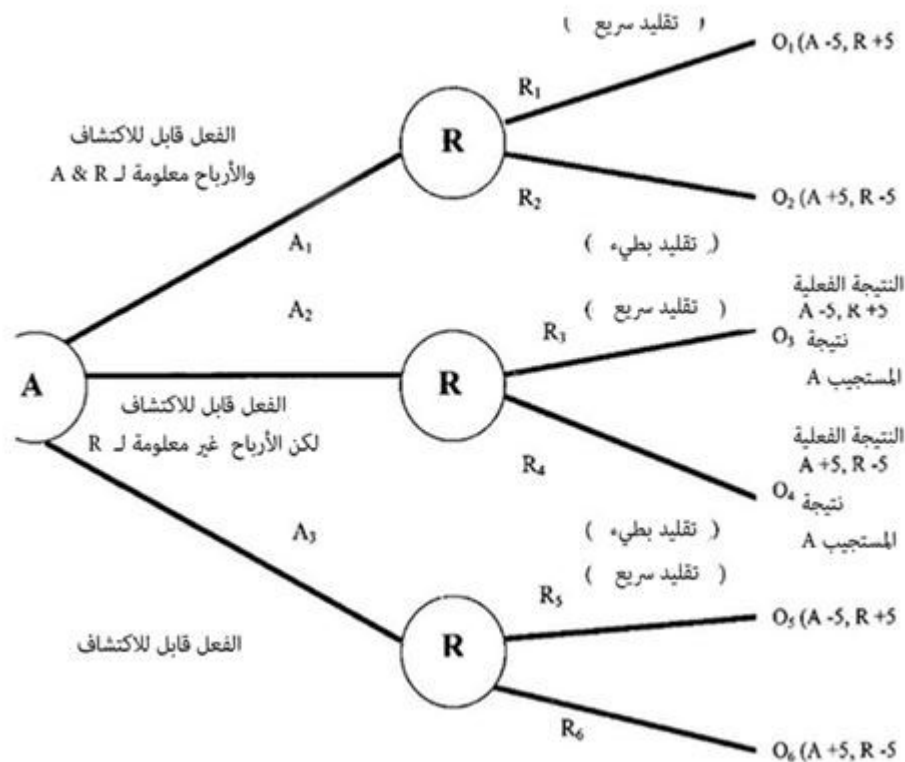 ( تقليد سريع )
O₁ (A -5, R +5
R₁
الفعل قابل للاكتشاف
والأرباح معلومة لـ A & R
R
R₂
O₂ (A +5, R -5
A₁
( تقليد بطيء )
النتيجة الفعلية
A -5, R +5
A₂
( تقليد سريع )
R₃
O₃ نتيجة
المستجيب A
A
R
الفعل قابل للاكتشاف
لكن الأرباح غير معلومة لـ R
النتيجة الفعلية
A +5, R -5
R₄
O₄ نتيجة
المستجيب A
A₃
( تقليد بطيء )
( تقليد سريع )
R₅
O₅ (A -5, R +5
الفعل قابل للاكتشاف
R
R₆
O₆ (A +5, R -5